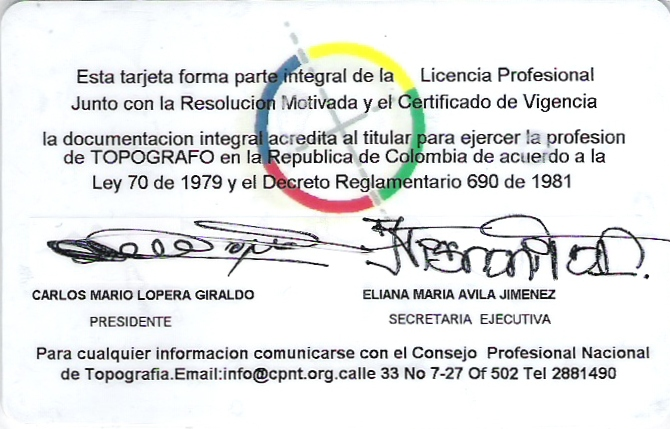 Esta tarjeta forma parte integral de la Licencia Profesional
Junto con la Resolucion Motivada y el Certificado de Vigencia
la documentacion integral acredita al titular para ejercer la profesion
de TOPOGRAFO en la Republica de Colombia de acuerdo a la
Ley 70 de 1979 y el Decreto Reglamentario 690 de 1981
CARLOS MARIO LOPERA GIRALDO ELIANA MARIA AVILA JIMENEZ
PRESIDENTE SECRETARIA EJECUTIVA
Para cualquier informacion comunicarse con el Consejo Profesional Nacional
de Topografia.Email:info@cpnt.org.calle 33 No 7-27 Of 502 Tel 2881490